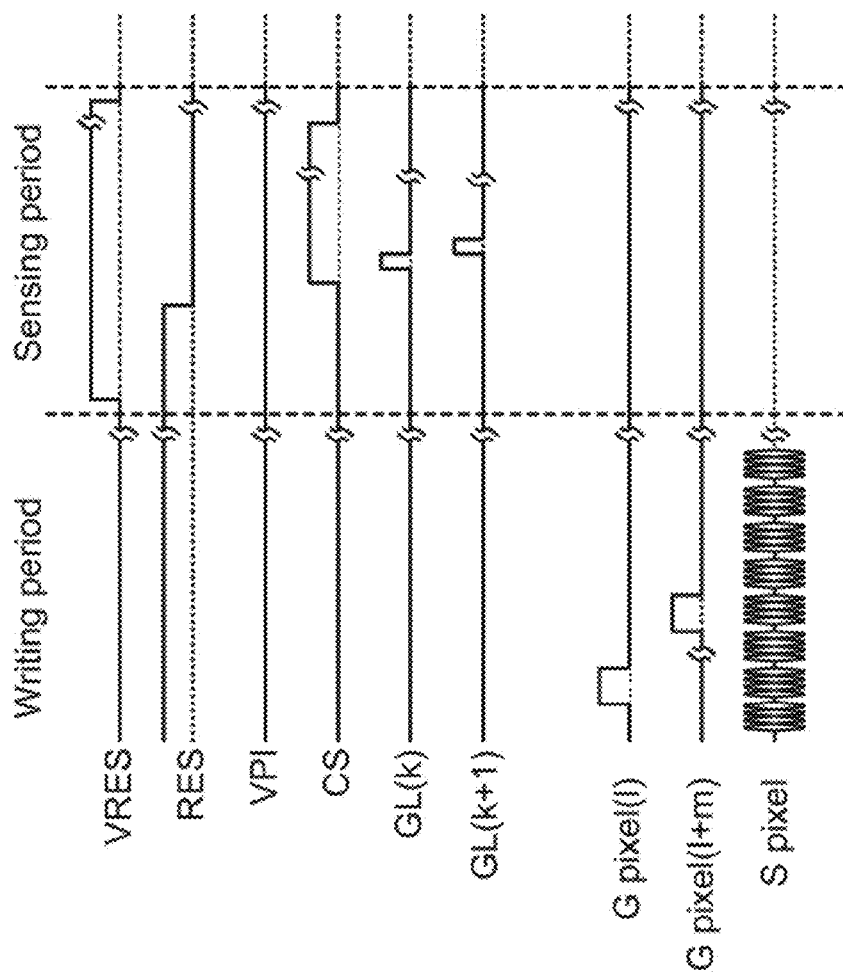 Writing period
Sensing period
VRES
RES
VPI
CS
GL(k)
GL(k+1)
G pixel(l)
G pixel(l+m)
S pixel